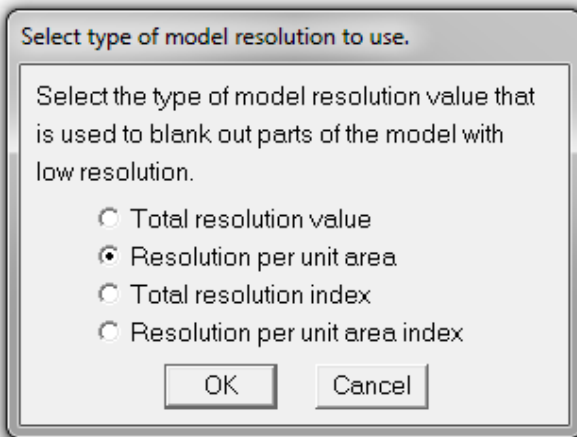 Select type of model resolution to use.
Select the type of model resolution value that
is used to blank out parts of the model with
low resolution.
Total resolution value
Resolution per unit area
Total resolution index
Resolution per unit area index
OK Cancel